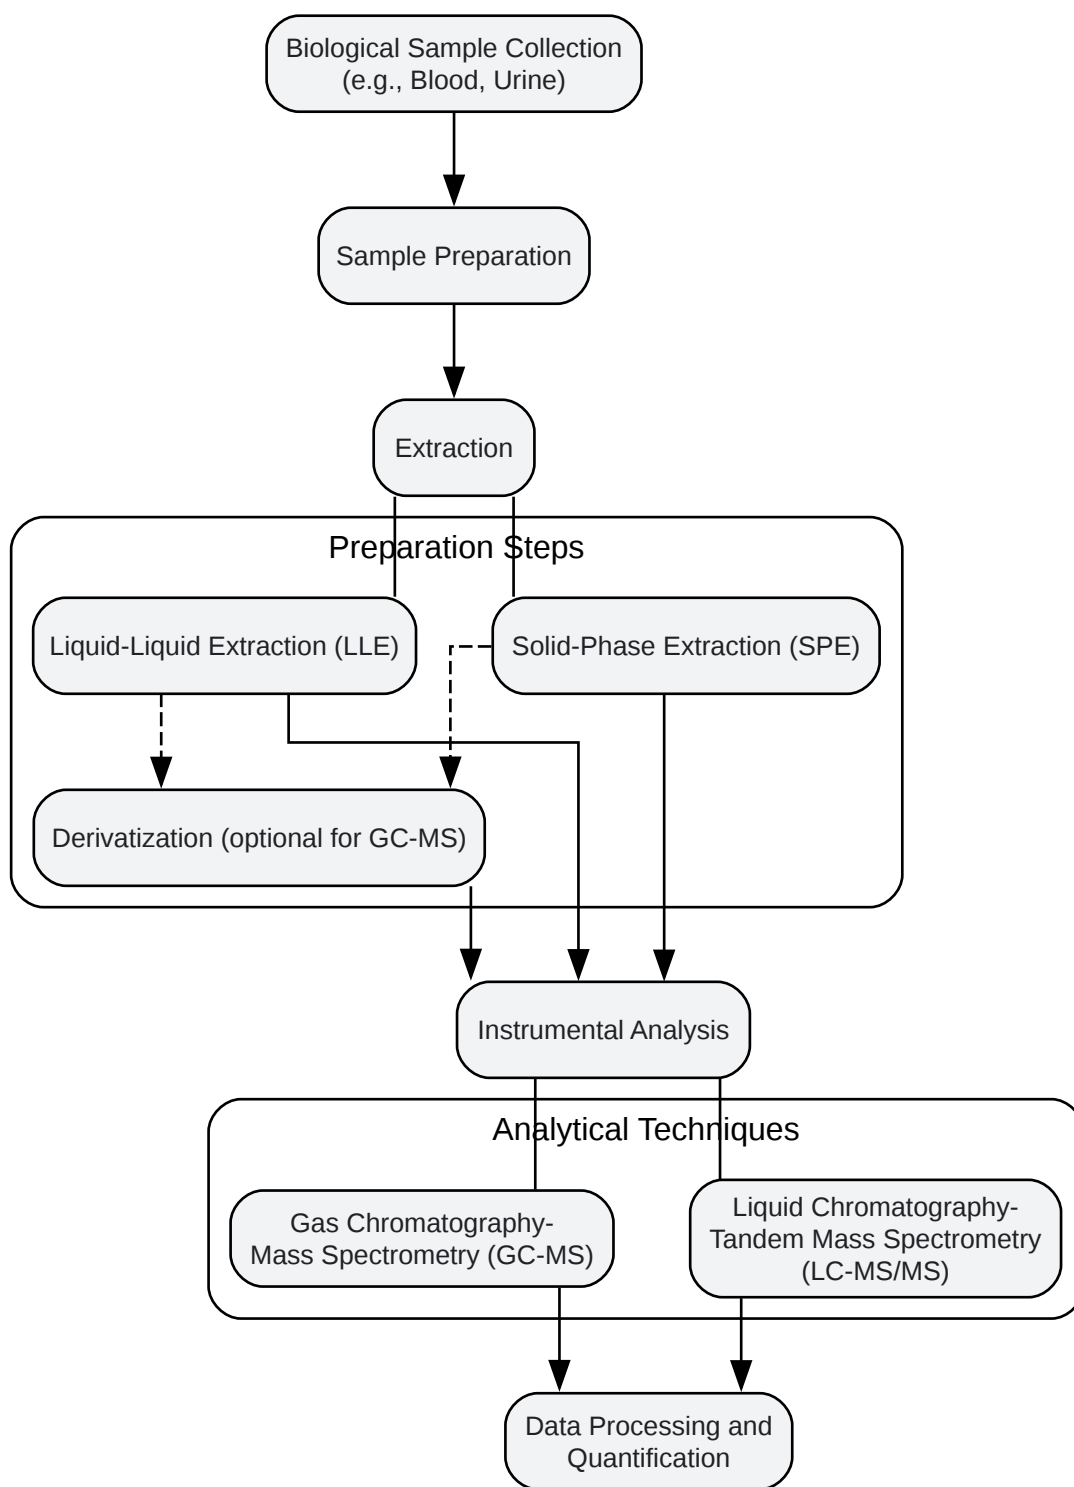 Biological Sample Collection
(e.g., Blood, Urine)
Sample Preparation
Extraction
Preparation Steps
Liquid-Liquid Extraction (LLE)
Solid-Phase Extraction (SPE)
Derivatization (optional for GC-MS)
Instrumental Analysis
Analytical Techniques
Gas Chromatography-
Mass Spectrometry (GC-MS)
Liquid Chromatography-
Tandem Mass Spectrometry
(LC-MS/MS)
Data Processing and
Quantification